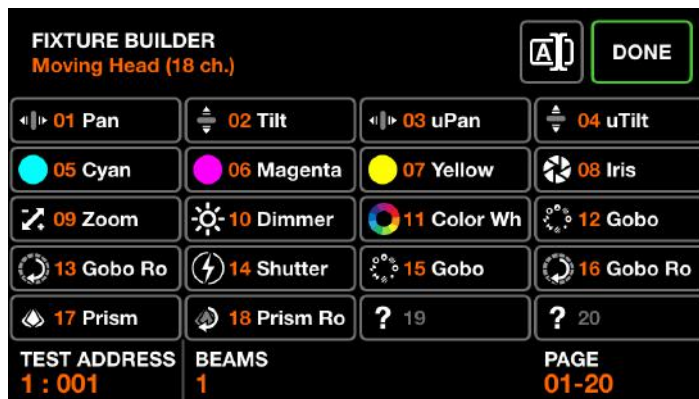 FIXTURE BUILDER
Moving Head (18 ch.)
A
DONE
01 Pan
02 Tilt
03 uPan
04 uTilt
05 Cyan
06 Magenta
07 Yellow
08 Iris
09 Zoom
10 Dimmer
11 Color Wh
12 Gobo
13 Gobo Ro
14 Shutter
15 Gobo
16 Gobo Ro
17 Prism
18 Prism Ro
? 19
? 20
TEST ADDRESS
1 : 001
BEAMS
1
PAGE
01-20